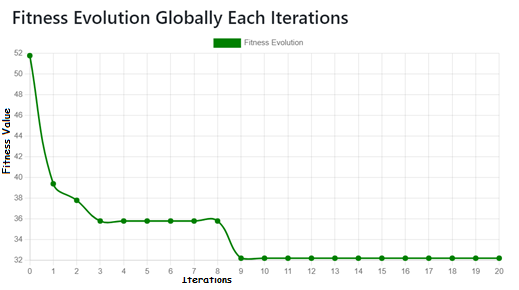 Fitness Evolution Globally Each Iterations
Fitness Evolution
52
50
48
46
44
42
40
38
36
34
32
Fitness Value
0 1 2 3 4 5 6 7 8 9 10 11 12 13 14 15 16 17 18 19 20
Iterations